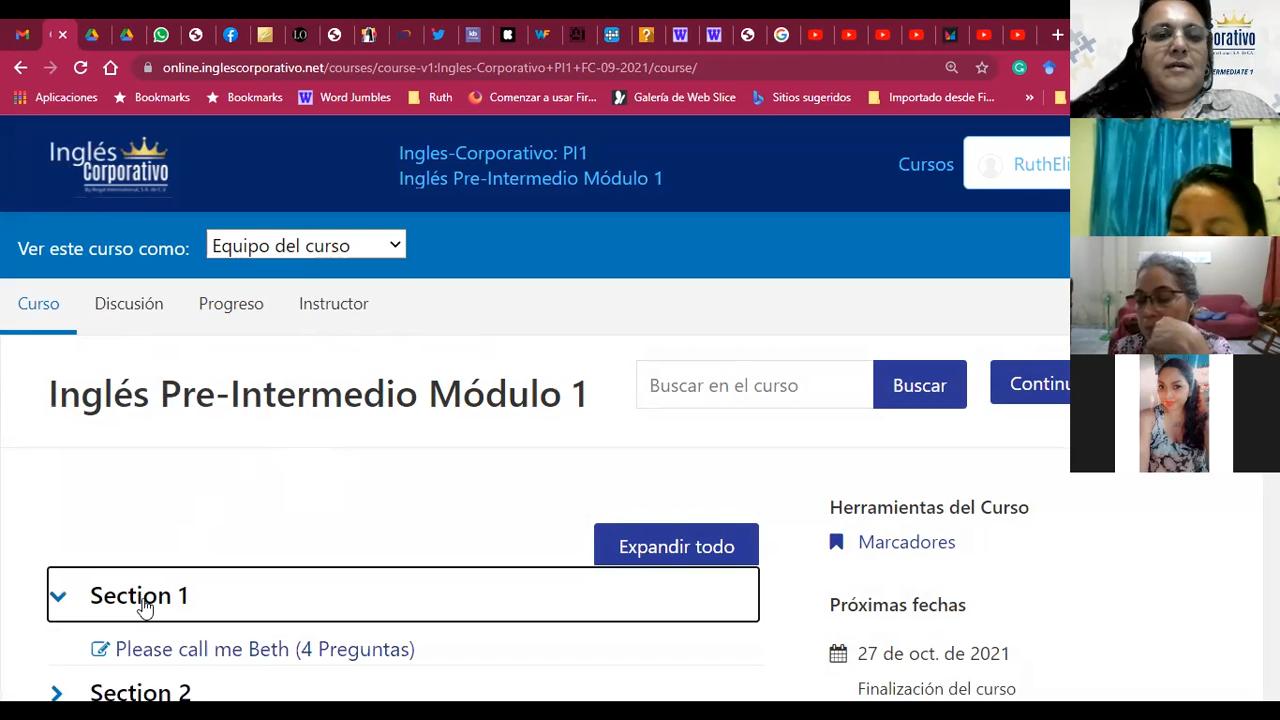 online.inglescorporativo.net/courses/course-v1:Ingles-Corporativo+PI1+FC-09-2021/course/
Aplicaciones
Bookmarks
Bookmarks
Word Jumbles
Ruth
Comenzar a usar Fir...
Galería de Web Slice
Sitios sugeridos
Importado desde Fi...
»
Inglés
Corporativo
Ingles-Corporativo: PI1
Inglés Pre-Intermedio Módulo 1
Cursos
RuthEli
Ver este curso como:
Equipo del curso
Curso
Discusión
Progreso
Instructor
Inglés Pre-Intermedio Módulo 1
Buscar en el curso
Buscar
Continu
Expandir todo
Section 1
Please call me Beth (4 Preguntas)
Section 2
Herramientas del Curso
Marcadores
Próximas fechas
27 de oct. de 2021
Finalización del curso
orativo
RMEDIATE 1